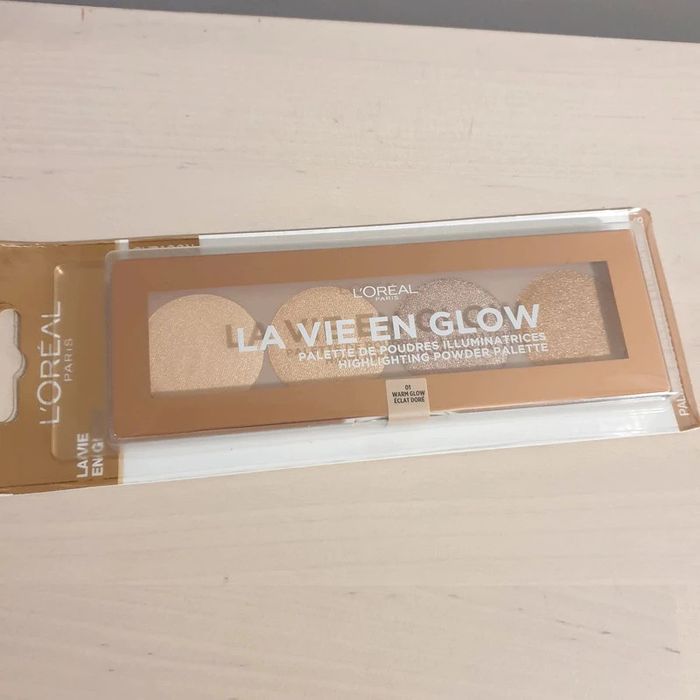 L'ORÉAL
PARIS
LA VIE
EN GL
L'ORÉAL
PARIS
LA VIE EN GLOW
PALETTE DE POUDRES ILLUMINATRICES
HIGHLIGHTING POWDER PALETTE
01
WARM GLOW
ÉCLAT DORÉ